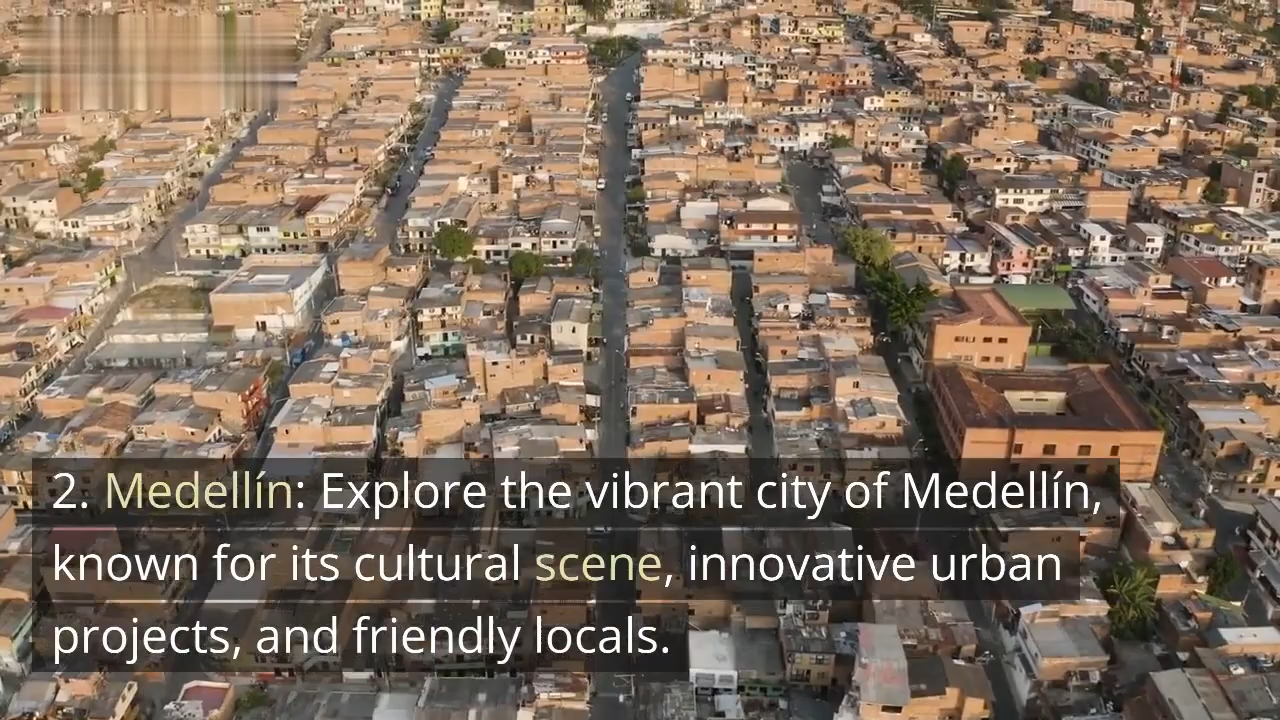 2. Medellín: Explore the vibrant city of Medellín,
known for its cultural scene, innovative urban
projects, and friendly locals.